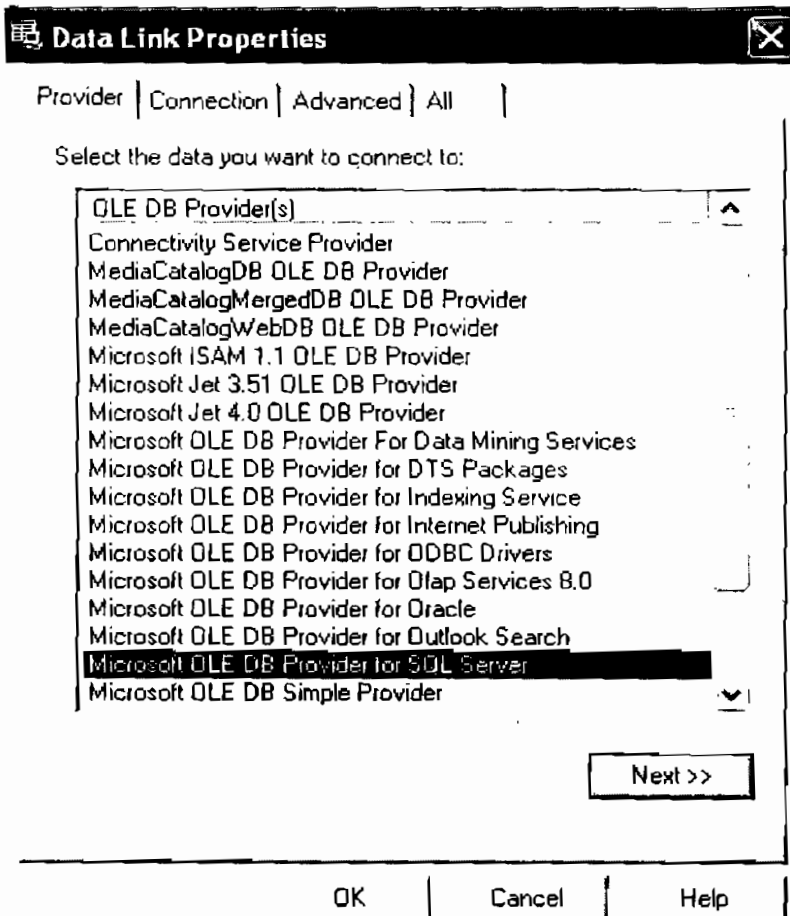 Data Link Properties
Provider Connection Advanced All
Select the data you want to connect to:
OLE DB Provider(s)
Connectivity Service Provider
MediaCatalogDB OLE DB Provider
MediaCatalogMergedDB OLE DB Provider
MediaCatalogWebDB OLE DB Provider
Microsoft ISAM 1.1 OLE DB Provider
Microsoft Jet 3.51 OLE DB Provider
Microsoft Jet 4.0 OLE DB Provider
Microsoft OLE DB Provider For Data Mining Services
Microsoft OLE DB Provider for DTS Packages
Microsoft OLE DB Provider for Indexing Service
Microsoft OLE DB Provider for Internet Publishing
Microsoft OLE DB Provider for ODBC Drivers
Microsoft OLE DB Provider for Olap Services 8.0
Microsoft OLE DB Provider for Oracle
Microsoft OLE DB Provider for Outlook Search
Microsoft OLE DB Provider for SQL Server
Microsoft OLE DB Simple Provider
Next >>
OK Cancel Help